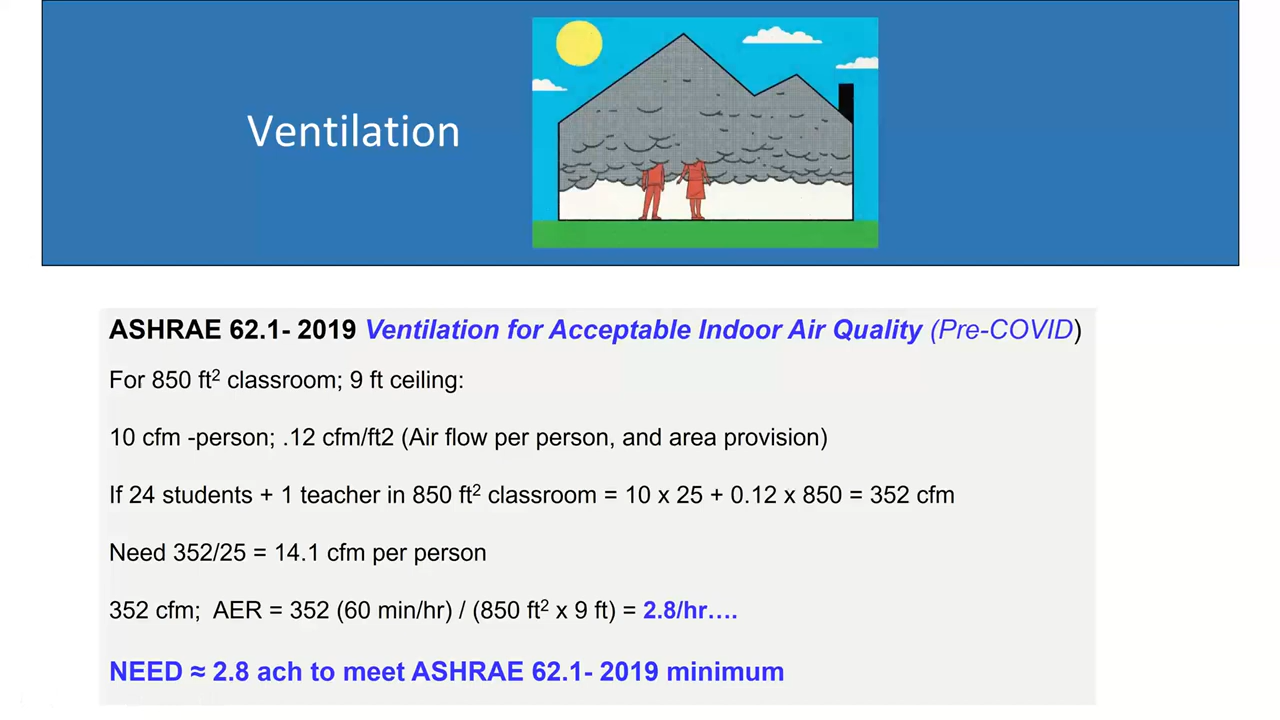 Ventilation
ASHRAE 62.1- 2019 Ventilation for Acceptable Indoor Air Quality (Pre-COVID)
For 850 ft² classroom; 9 ft ceiling:
10 cfm -person; .12 cfm/ft2 (Air flow per person, and area provision)
If 24 students + 1 teacher in 850 ft² classroom = 10 x 25 + 0.12 x 850 = 352 cfm
Need 352/25 = 14.1 cfm per person
352 cfm;  AER = 352 (60 min/hr) / (850 ft² x 9 ft) = 2.8/hr….
NEED ≈ 2.8 ach to meet ASHRAE 62.1- 2019 minimum